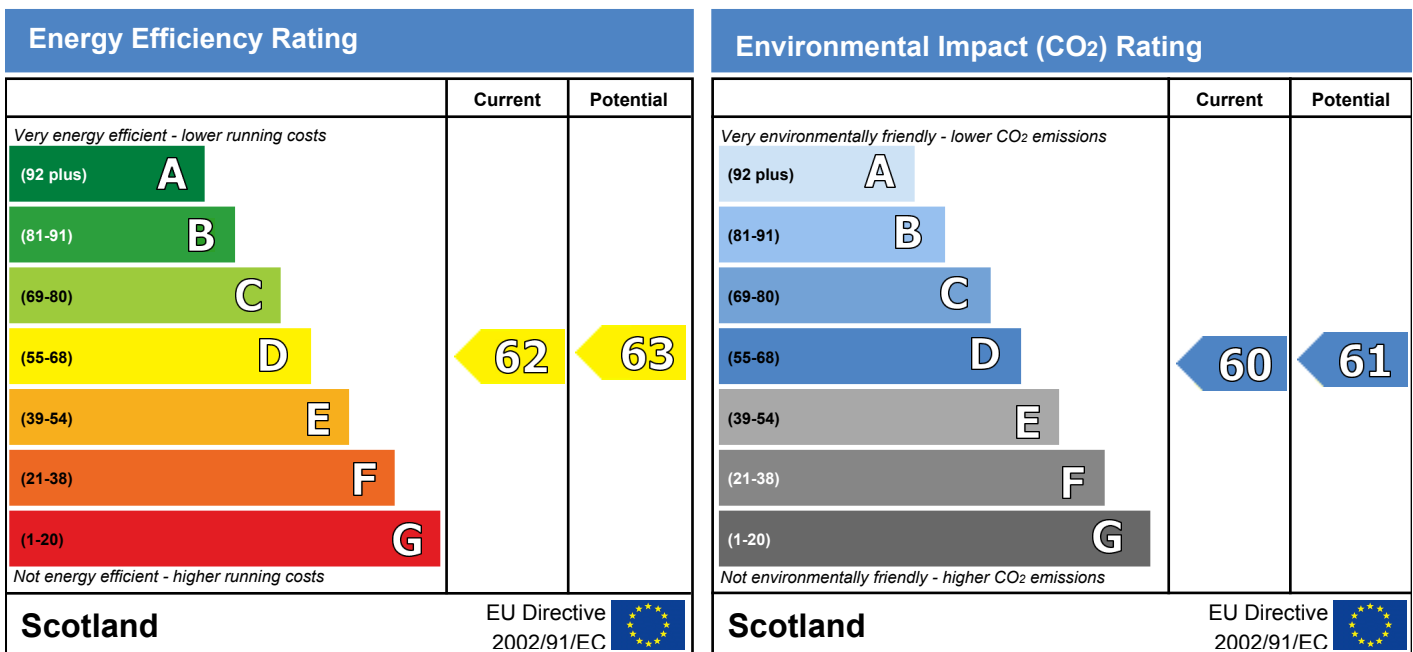 Energy Efficiency Rating
Current Potential
Very energy efficient - lower running costs
(92 plus) A
(81-91) B
(69-80) C
(55-68) D 62 63
(39-54) E
(21-38) F
(1-20) G
Not energy efficient - higher running costs
Scotland
EU Directive
2002/91/EC
Environmental Impact (CO2) Rating
Current Potential
Very environmentally friendly - lower CO2 emissions
(92 plus) A
(81-91) B
(69-80) C
(55-68) D 60 61
(39-54) E
(21-38) F
(1-20) G
Not environmentally friendly - higher CO2 emissions
Scotland
EU Directive
2002/91/EC